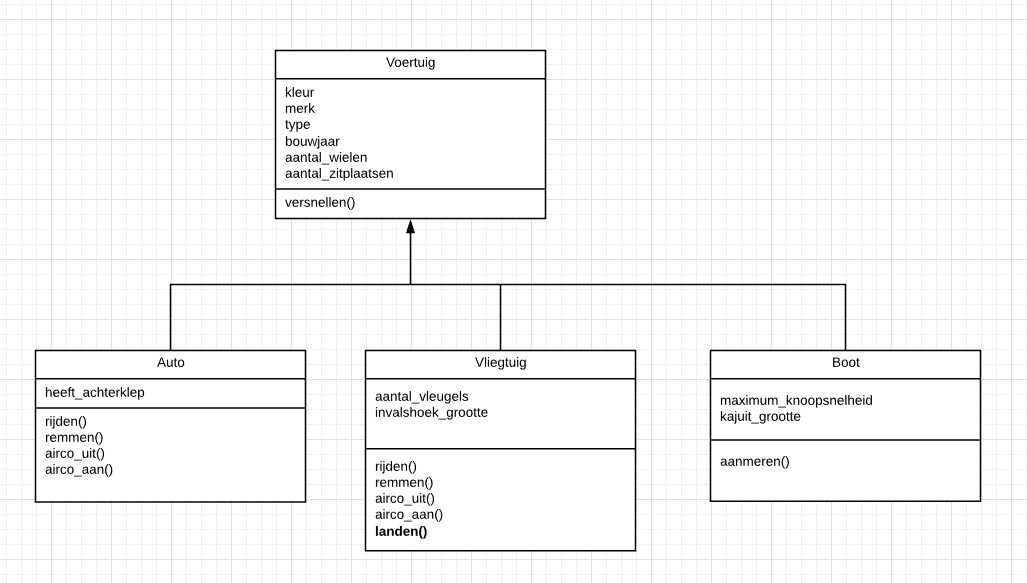 Voertuig
kleur
merk
type
bouwjaar
aantal_wielen
aantal_zitplaatsen
versnellen()
Auto
heeft_achterklep
rijden()
remmen()
airco_uit()
airco_aan()
Vliegtuig
aantal_vleugels
invalshoek_grootte
rijden()
remmen()
airco_uit()
airco_aan()
landen()
Boot
maximum_knoopsnelheid
kajuit_grootte
aanmeren()